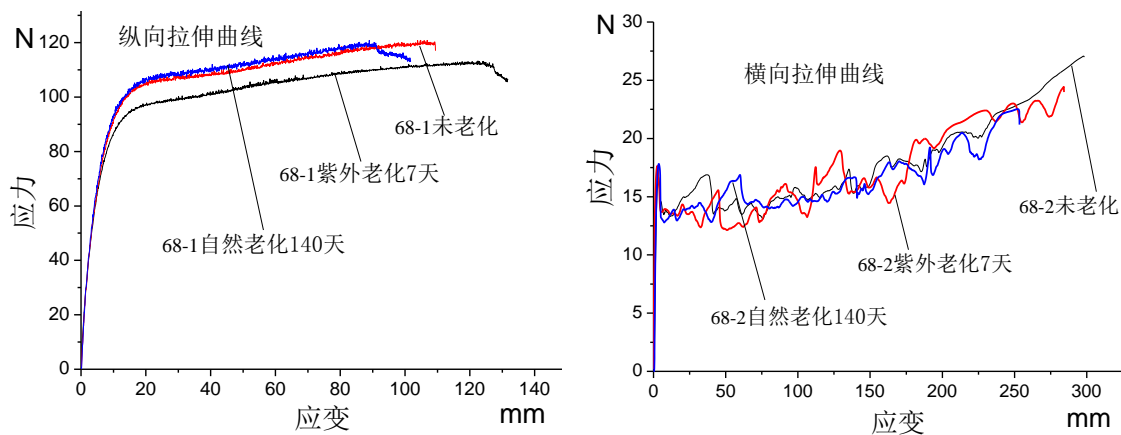 N
纵向拉伸曲线
120
100
80
60
40
20
0
应力
68-1未老化
68-1紫外老化7天
68-1自然老化140天
0 20 40 60 80 100 120 140
应变
mm
N
横向拉伸曲线
30
25
20
15
10
5
0
应力
68-2未老化
68-2紫外老化7天
68-2自然老化140天
0 50 100 150 200 250 300
应变
mm